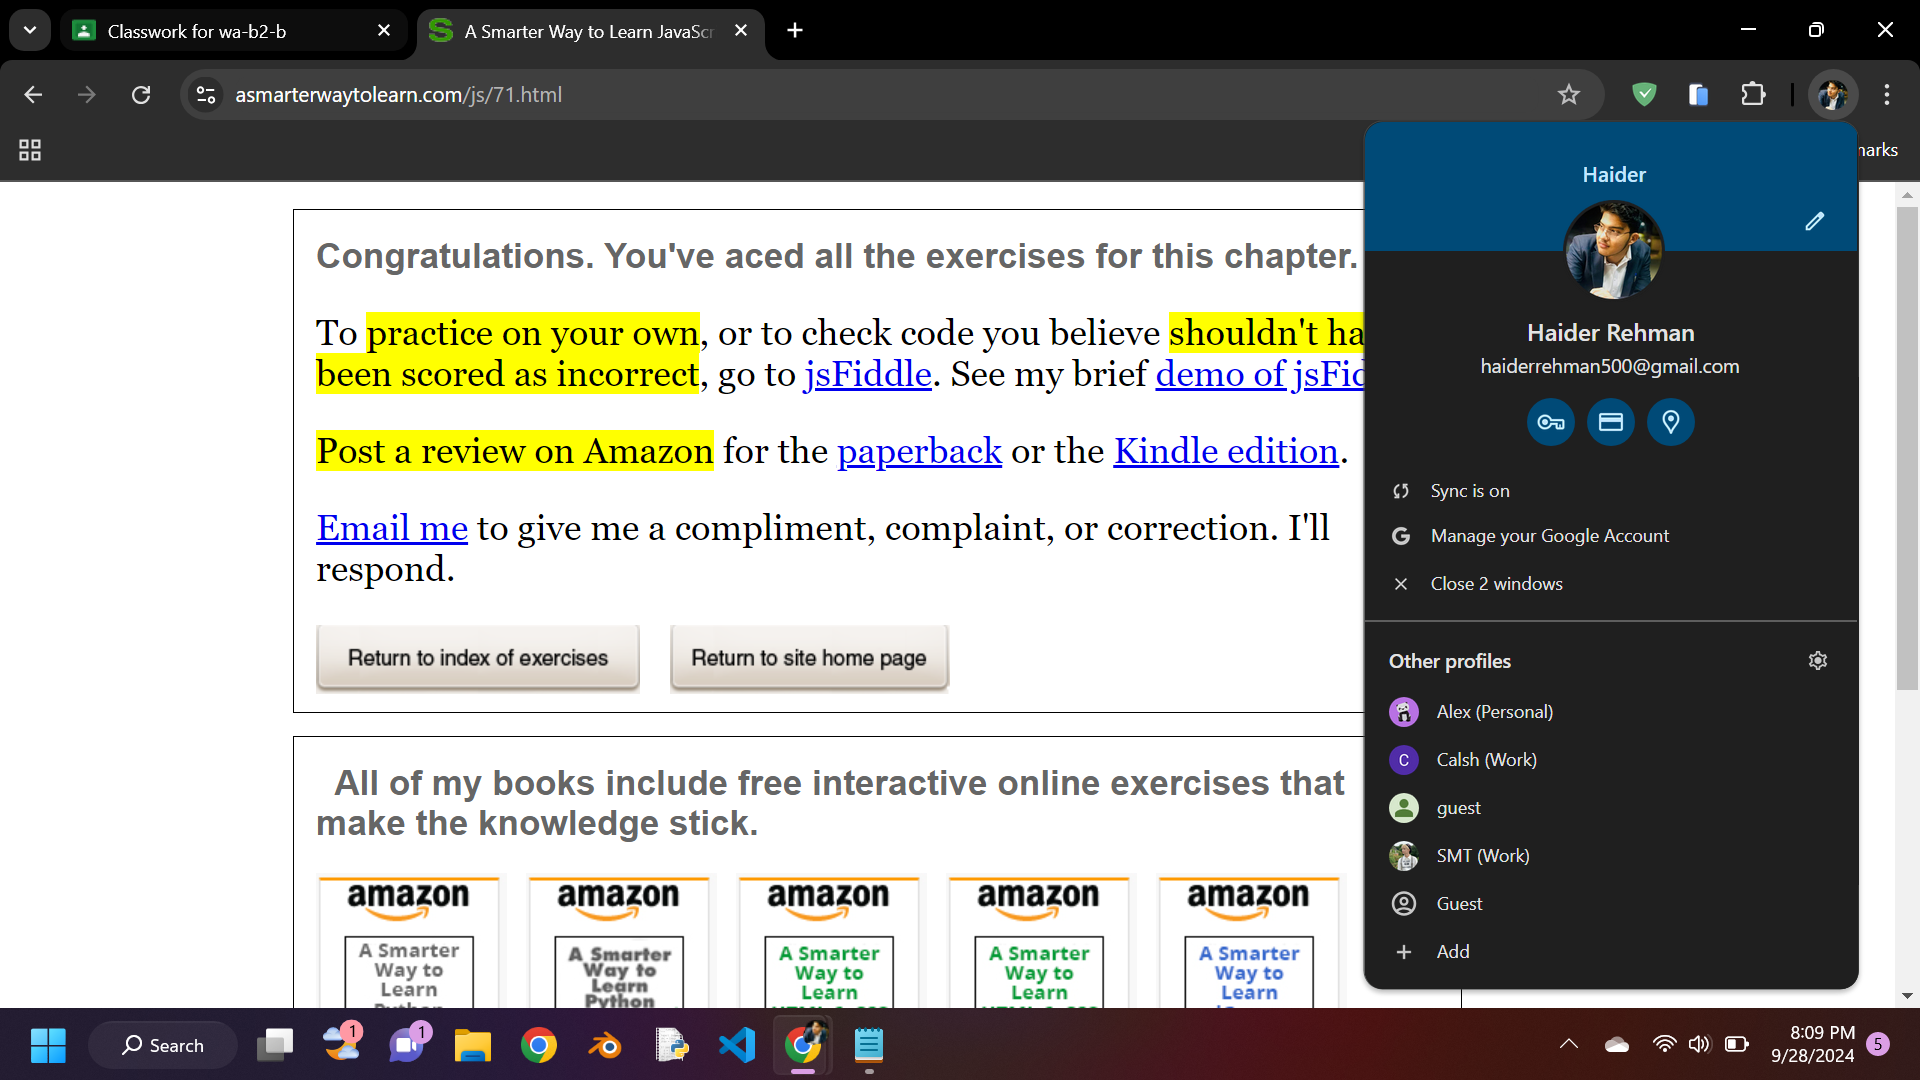 Classwork for wa-b2-b
A Smarter Way to Learn JavaScr
asmarterwaytolearn.com/js/71.html
narks
Congratulations. You've aced all the exercises for this chapter.
To practice on your own, or to check code you believe shouldn't ha
been scored as incorrect, go to jsFiddle. See my brief demo of jsFid
Post a review on Amazon for the paperback or the Kindle edition.
Email me to give me a compliment, complaint, or correction. I'll
respond.
Return to index of exercises
Return to site home page
All of my books include free interactive online exercises that
make the knowledge stick.
amazon
A Smarter
Way to
Learn
Python
amazon
A Smarter
Way to
Learn
Python
amazon
A Smarter
Way to
Learn
HTML & CSS
amazon
A Smarter
Way to
Learn
HTML & CSS
amazon
A Smarter
Way to
Learn
Haider
Haider Rehman
haiderrehman500@gmail.com
Sync is on
Manage your Google Account
Close 2 windows
Other profiles
Alex (Personal)
C
Calsh (Work)
guest
SMT (Work)
Guest
Add
Search
1
1
8:09 PM
9/28/2024
5